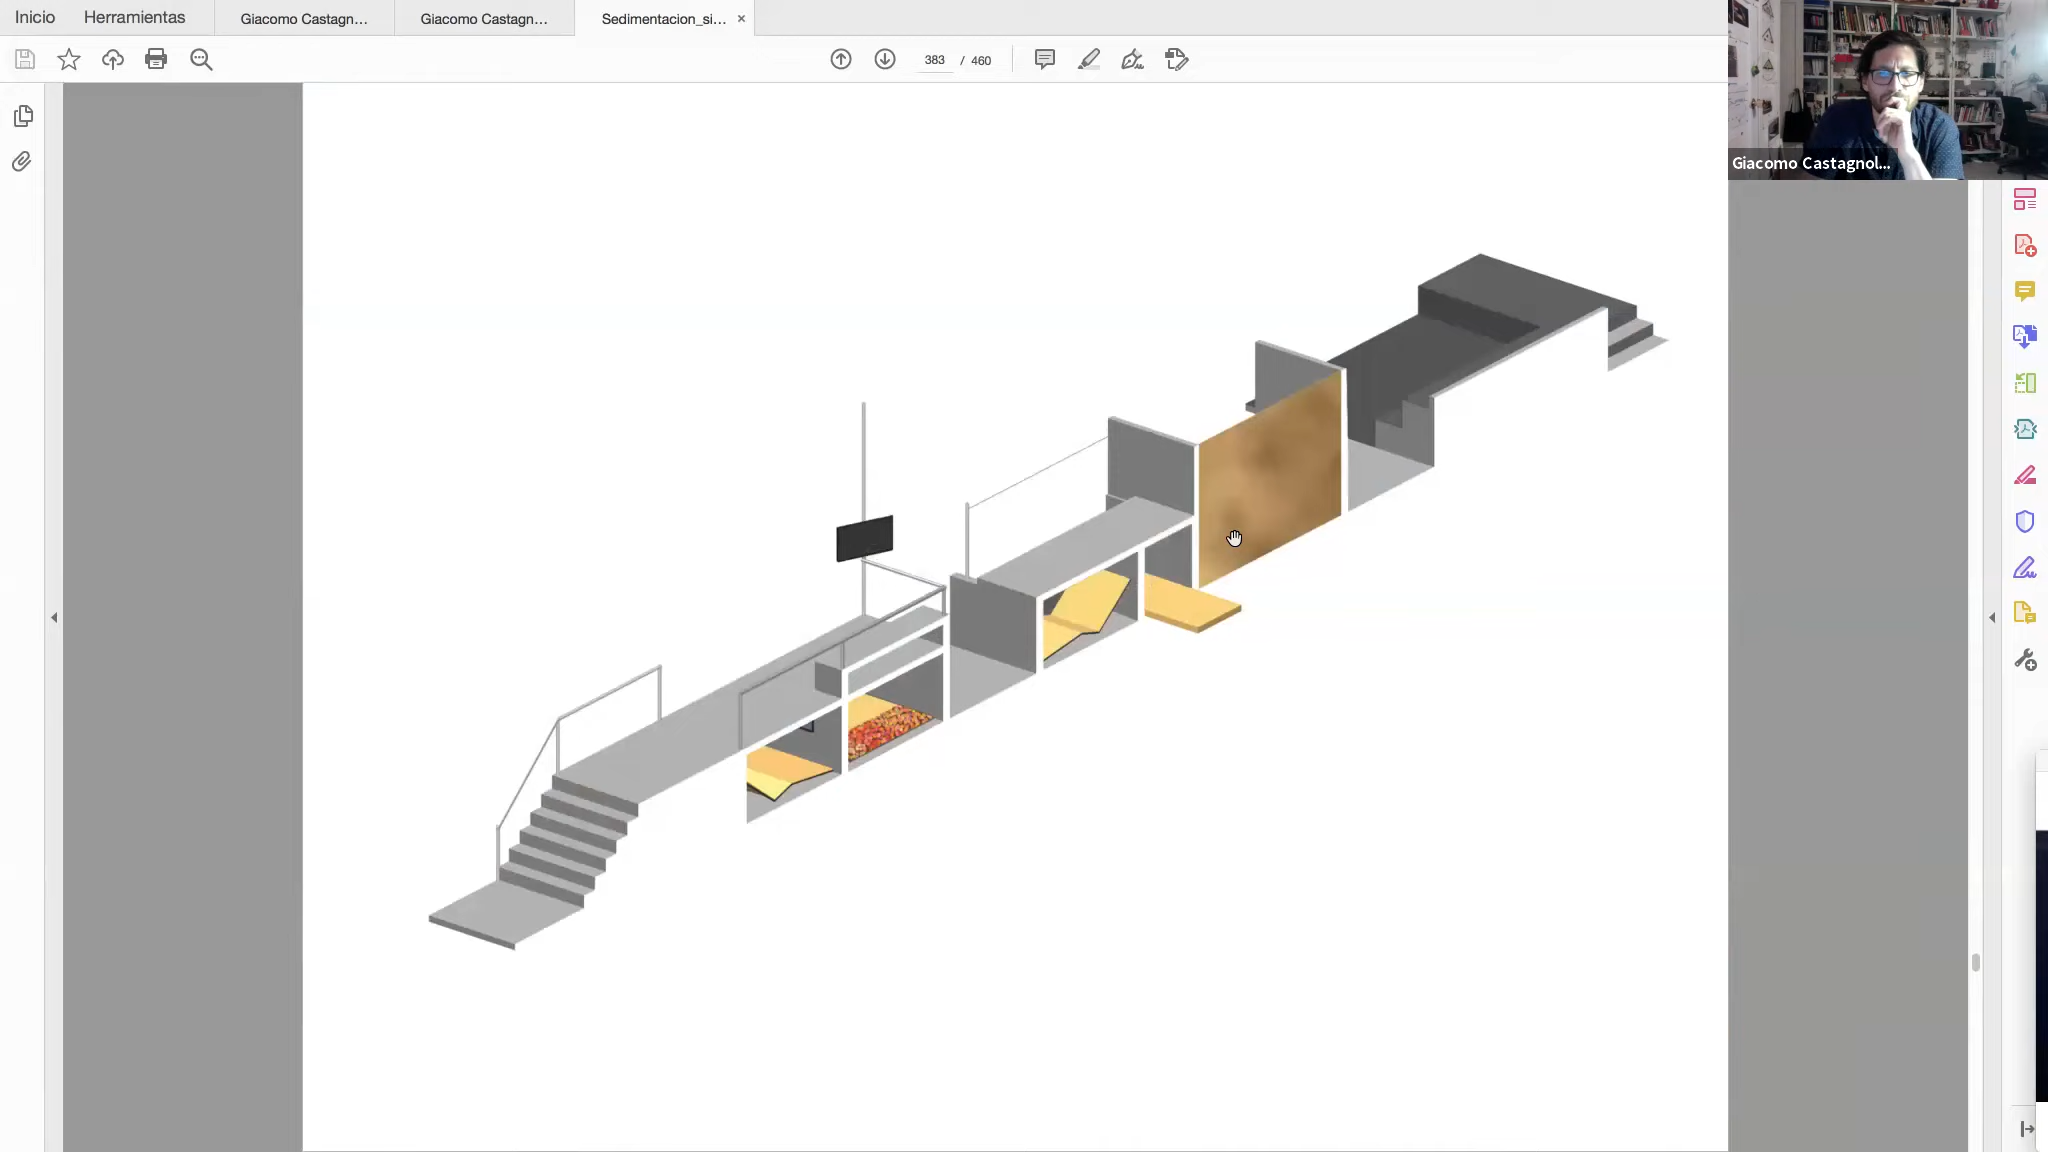 Inicio
Herramientas
Giacomo Castagn...
Giacomo Castagn...
Sedimentacion_si...
383 / 460
Giacomo Castagnol...